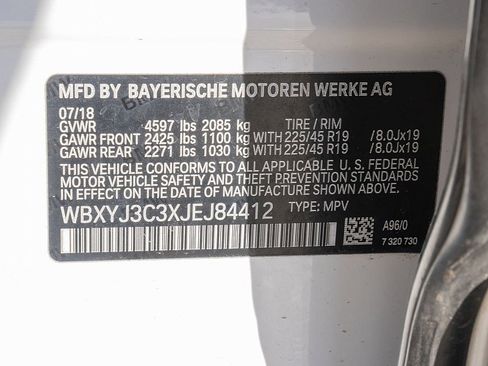 MFD BY BAYERISCHE MOTOREN WERKE AG
07/18
GVWR 4597 lbs 2085 kg TIRE / RIM
GAWR FRONT 2425 lbs 1100 kg WITH 225/45 R19 /8.0Jx19
GAWR REAR 2271 lbs 1030 kg WITH 225/45 R19 /8.0Jx19
THIS VEHICLE CONFORMS TO ALL APPLICABLE U. S. FEDERAL
MOTOR VEHICLE SAFETY AND THEFT PREVENTION STANDARDS
IN EFFECT ON THE DATE OF MANUFACTURE SHOWN ABOVE.
WBXYJ3C3XJEJ84412 TYPE: MPV
A96/0
7 320 730